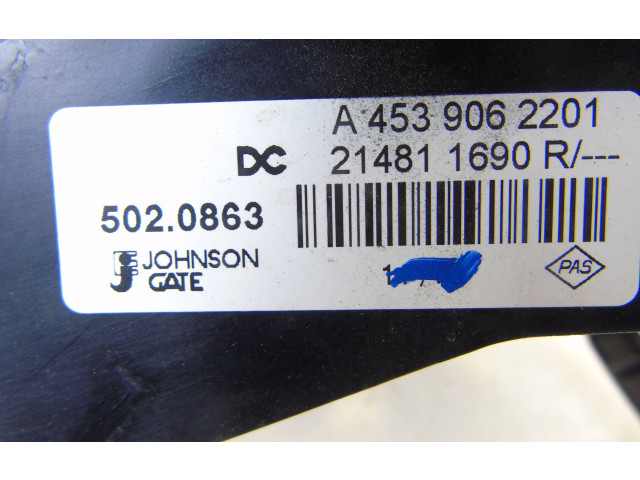 A 453 906 2201
DC 21481 1690 R/---
502.0863
JOHNSON
GATE
PAS